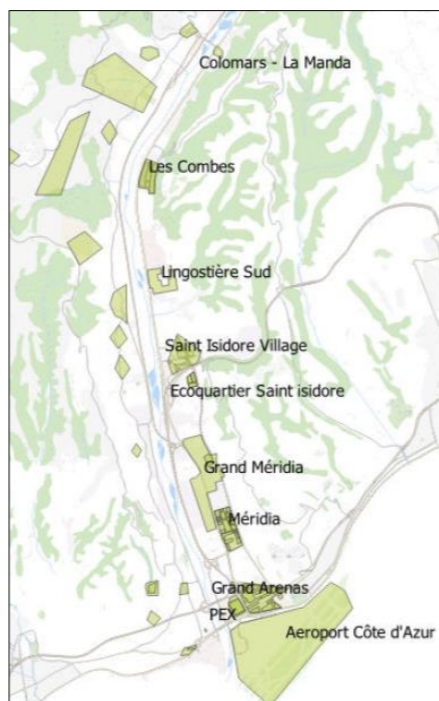 Colomars - La Manda
Les Combes
Lingostière Sud
Saint Isidore Village
Ecoquartier Saint isidore
Grand Méridia
Méridia
Grand Arenas
PEX
Aeroport Côte d'Azur